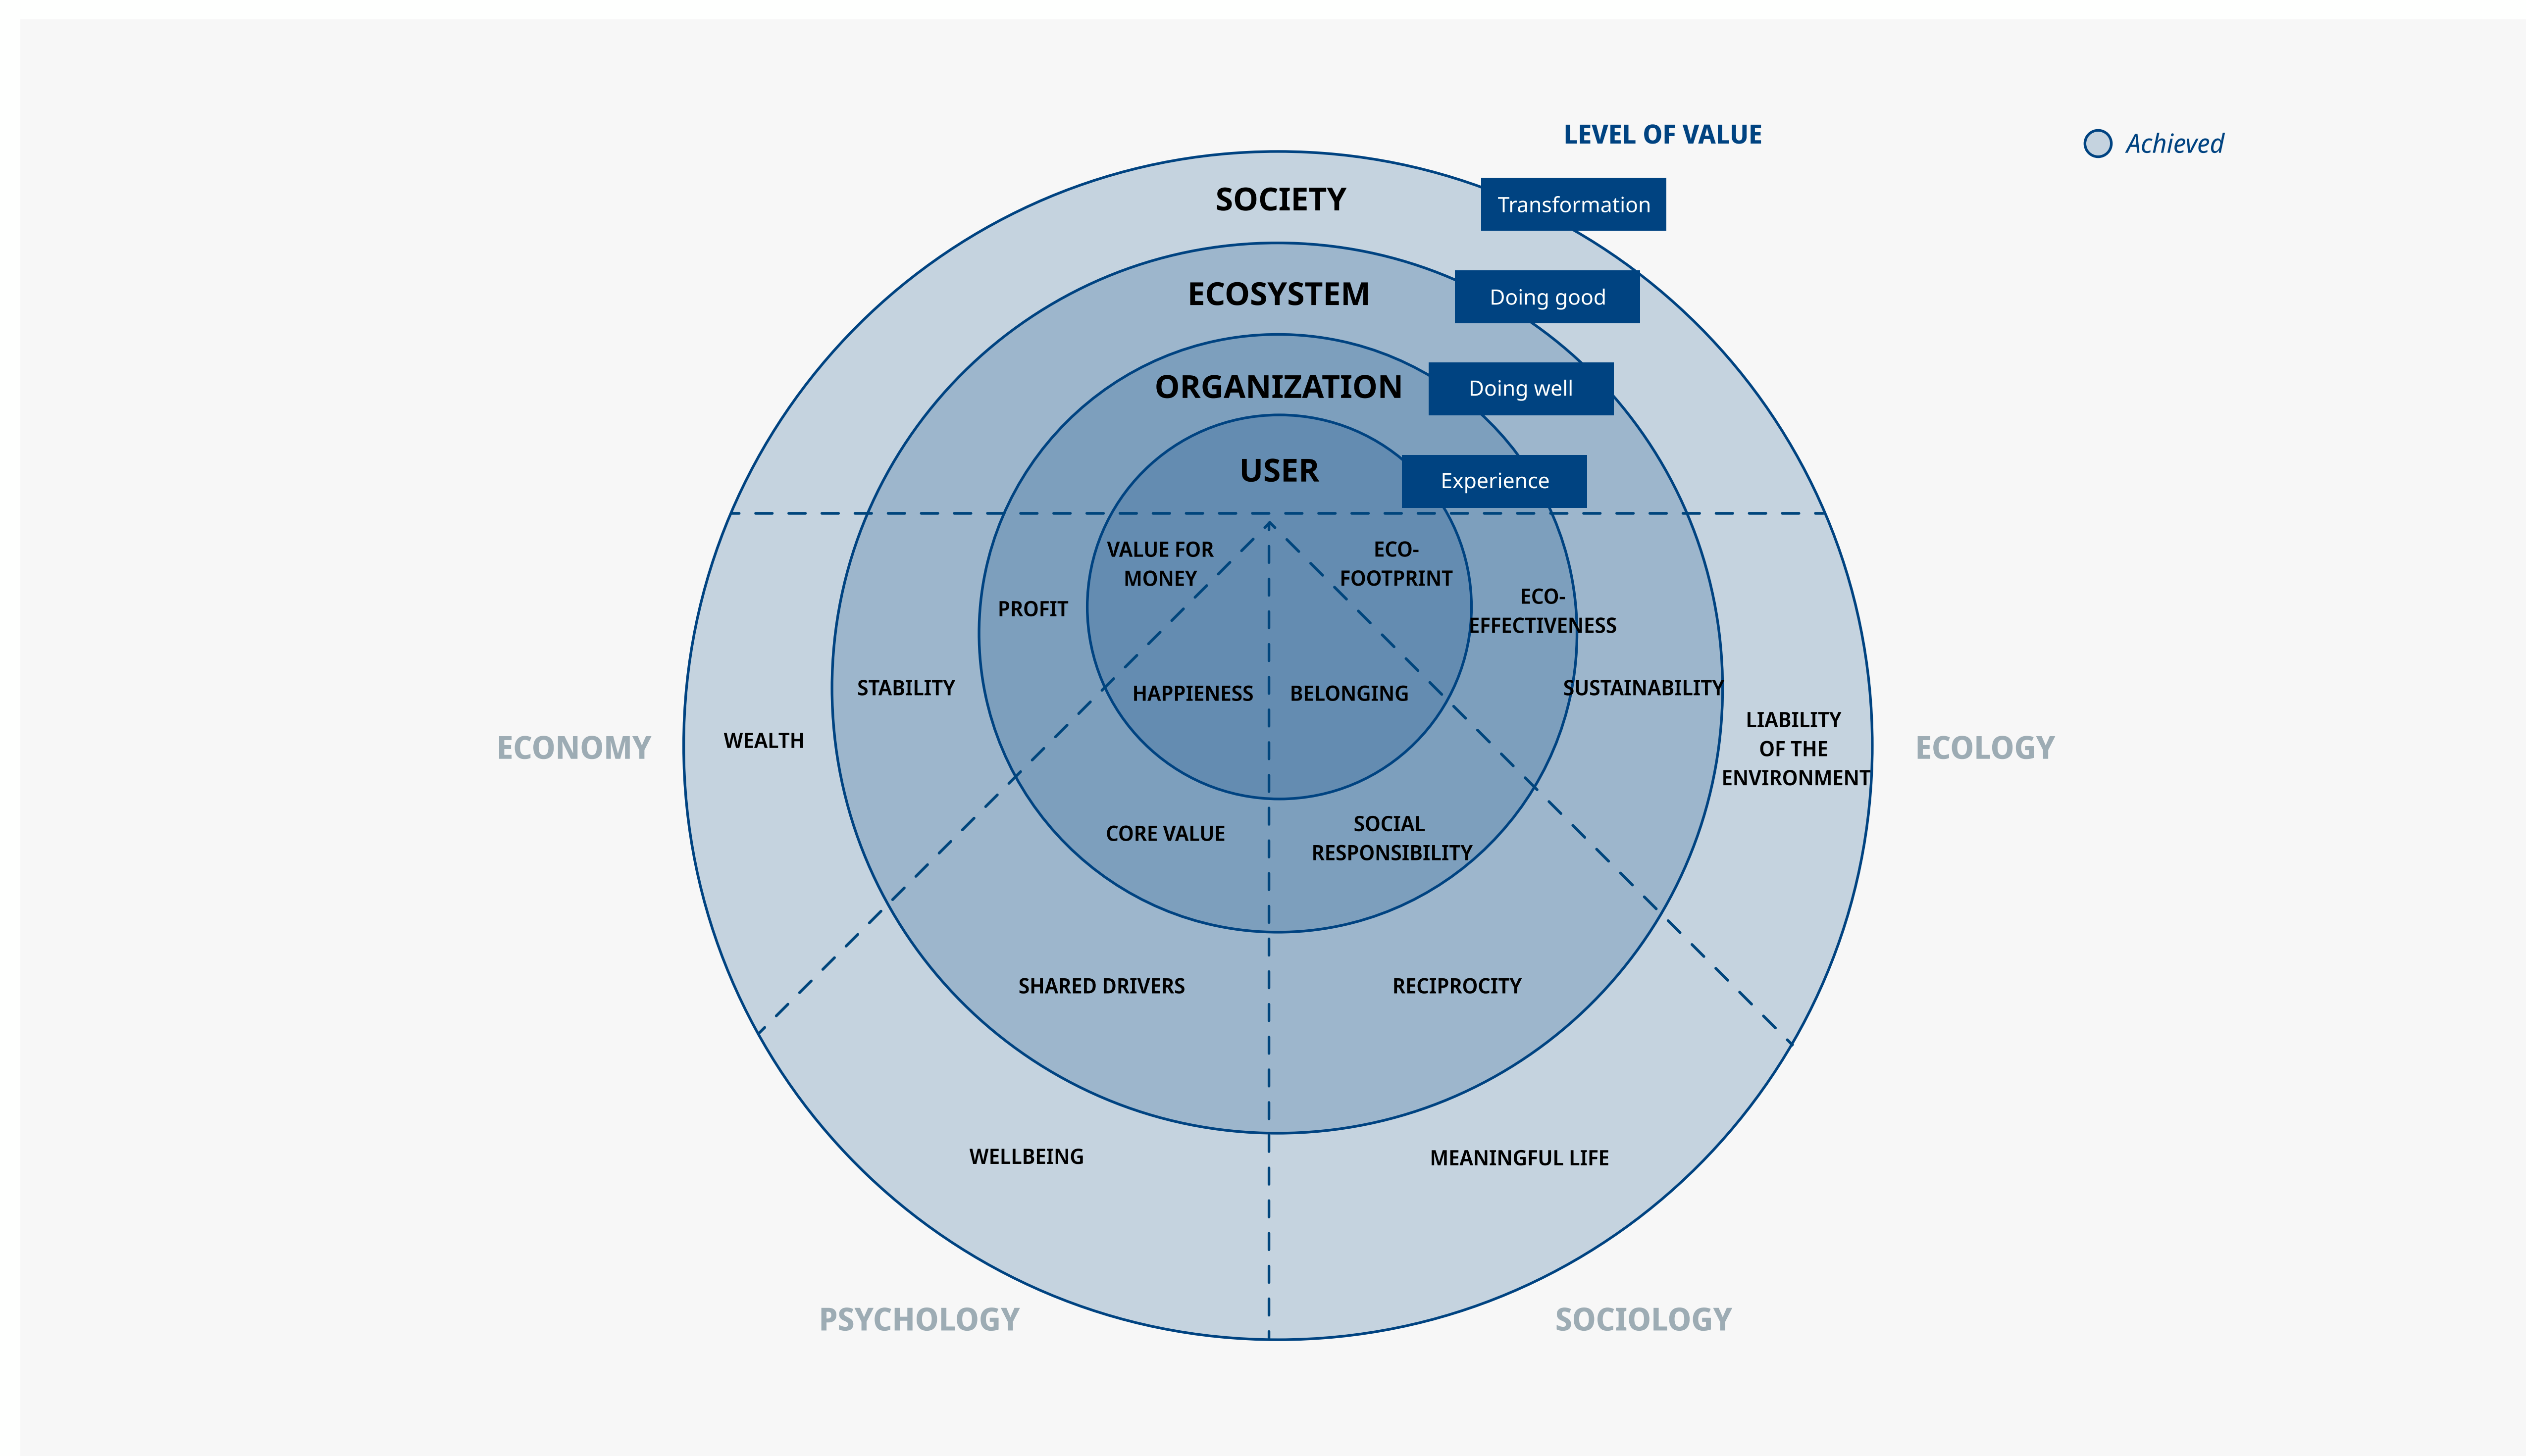 LEVEL OF VALUE
Achieved
SOCIETY
Transformation
ECOSYSTEM
Doing good
ORGANIZATION
Doing well
USER
Experience
VALUE FOR
MONEY
ECO-
FOOTPRINT
PROFIT
ECO-
EFFECTIVENESS
STABILITY
HAPPIENESS
BELONGING
SUSTAINABILITY
ECONOMY
WEALTH
LIABILITY
OF THE
ENVIRONMENT
ECOLOGY
CORE VALUE
SOCIAL
RESPONSIBILITY
SHARED DRIVERS
RECIPROCITY
WELLBEING
MEANINGFUL LIFE
PSYCHOLOGY
SOCIOLOGY